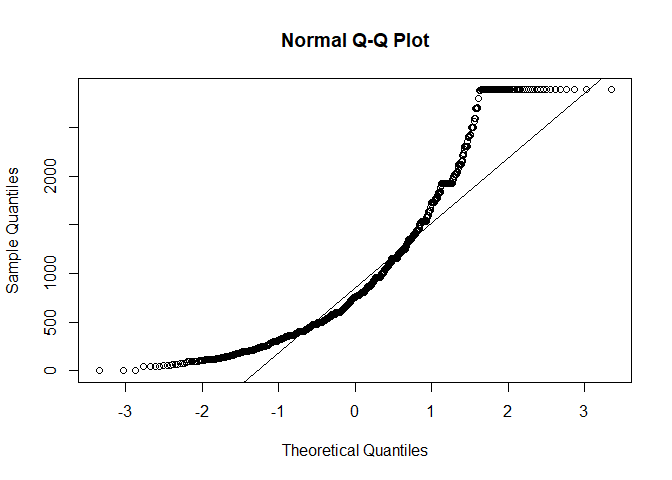 Normal Q-Q Plot
Sample Quantiles
2000
1000
500
0
-3 -2 -1 0 1 2 3
Theoretical Quantiles